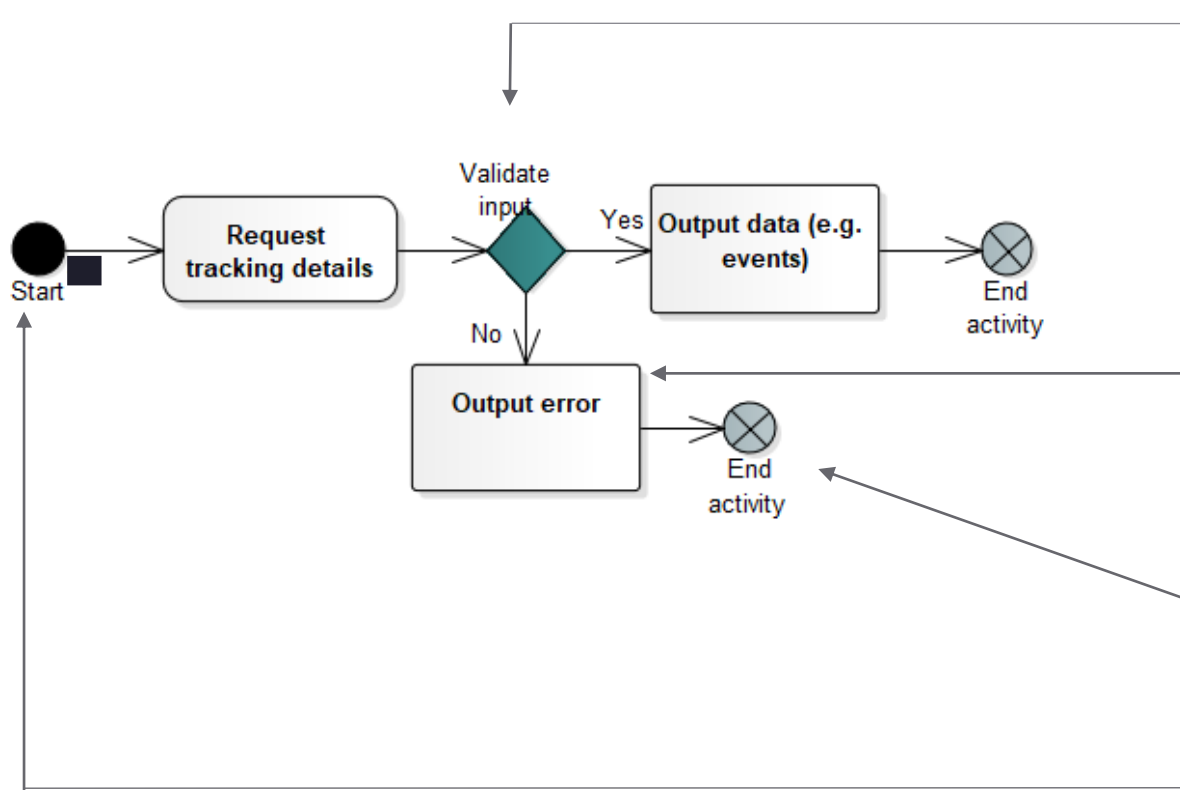 Validate
input
Yes
Output data (e.g.
events)
Request
tracking details
Start
End
activity
No
Output error
End
activity